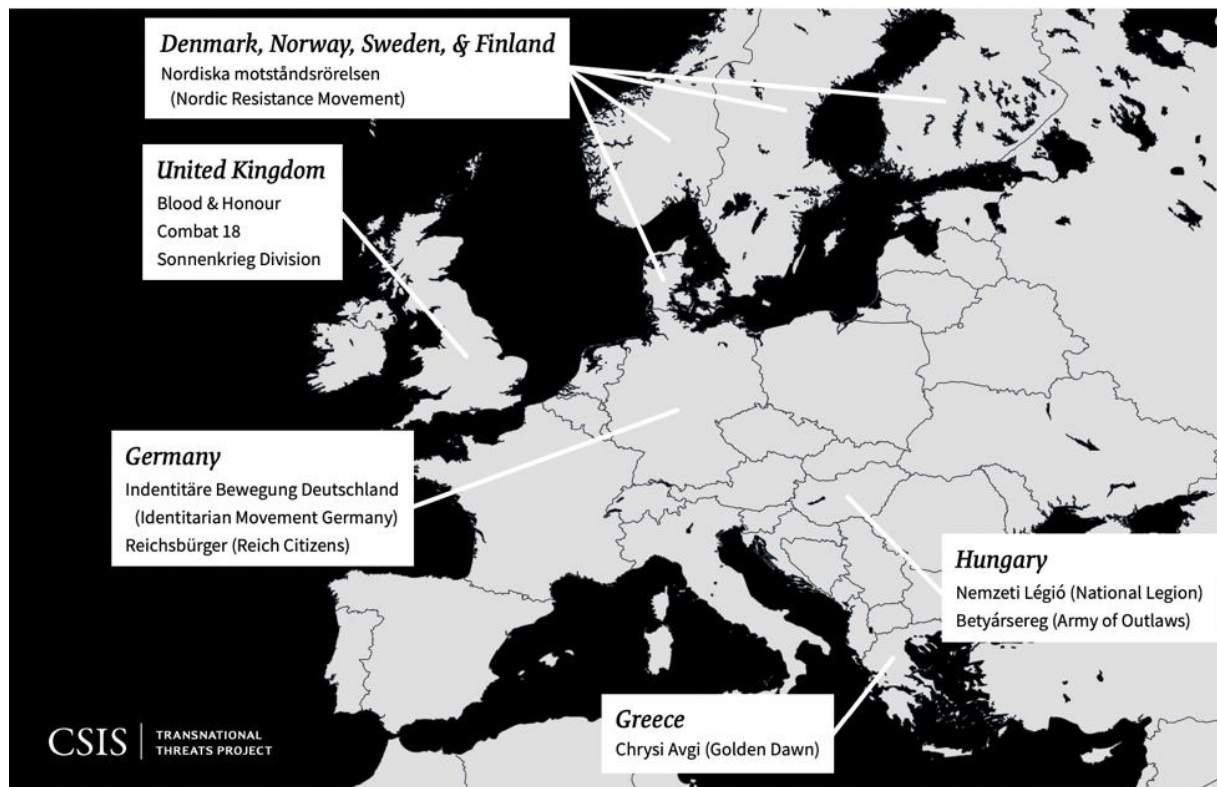 Denmark, Norway, Sweden, & Finland
Nordiska motståndsrörelsen
(Nordic Resistance Movement)
United Kingdom
Blood & Honour
Combat 18
Sonnenkrieg Division
Germany
Indentitäre Bewegung Deutschland
(Identitarian Movement Germany)
Reichsbürger (Reich Citizens)
Hungary
Nemzeti Légió (National Legion)
Betyársereg (Army of Outlaws)
Greece
Chrysi Avgi (Golden Dawn)
CSIS
TRANSNATIONAL
THREATS PROJECT